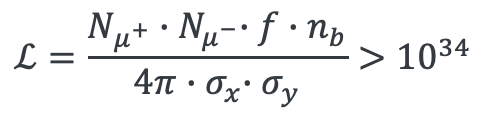 ℒ = (N_μ⁺ · N_μ⁻ · f · n_b) / (4π · σ_x · σ_y) > 10³⁴